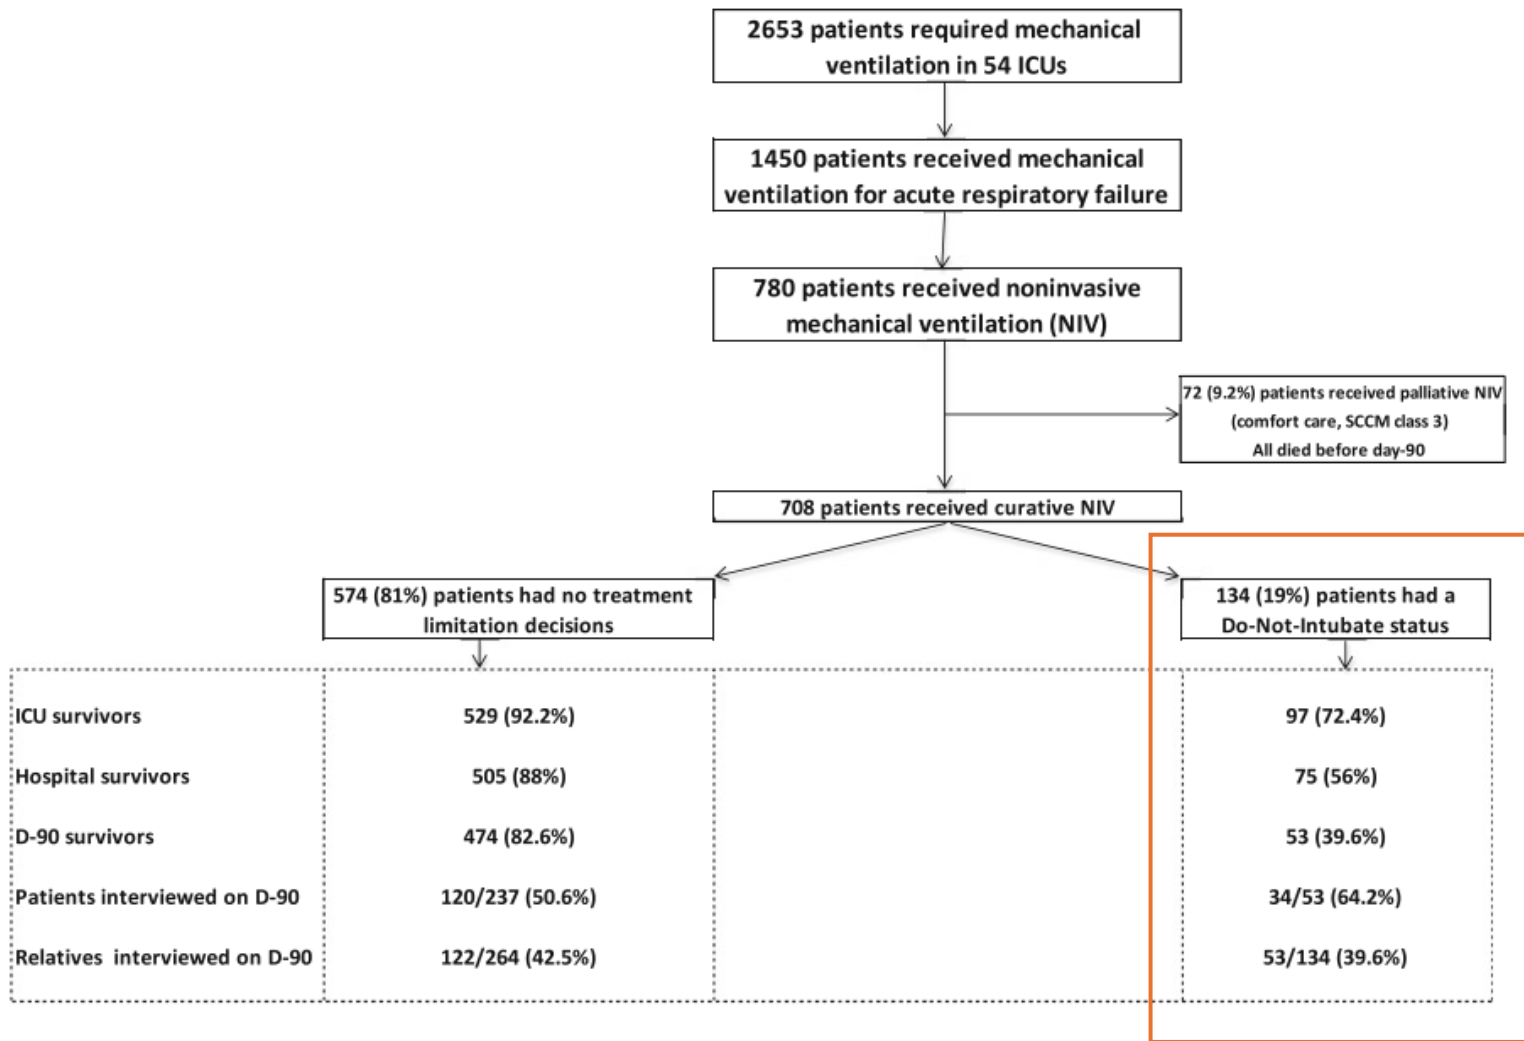 2653 patients required mechanical
ventilation in 54 ICUs
1450 patients received mechanical
ventilation for acute respiratory failure
780 patients received noninvasive
mechanical ventilation (NIV)
72 (9.2%) patients received palliative NIV
(comfort care, SCCM class 3)
All died before day-90
708 patients received curative NIV
574 (81%) patients had no treatment
limitation decisions
134 (19%) patients had a
Do-Not-Intubate status
ICU survivors 529 (92.2%) 97 (72.4%)
Hospital survivors 505 (88%) 75 (56%)
D-90 survivors 474 (82.6%) 53 (39.6%)
Patients interviewed on D-90 120/237 (50.6%) 34/53 (64.2%)
Relatives interviewed on D-90 122/264 (42.5%) 53/134 (39.6%)